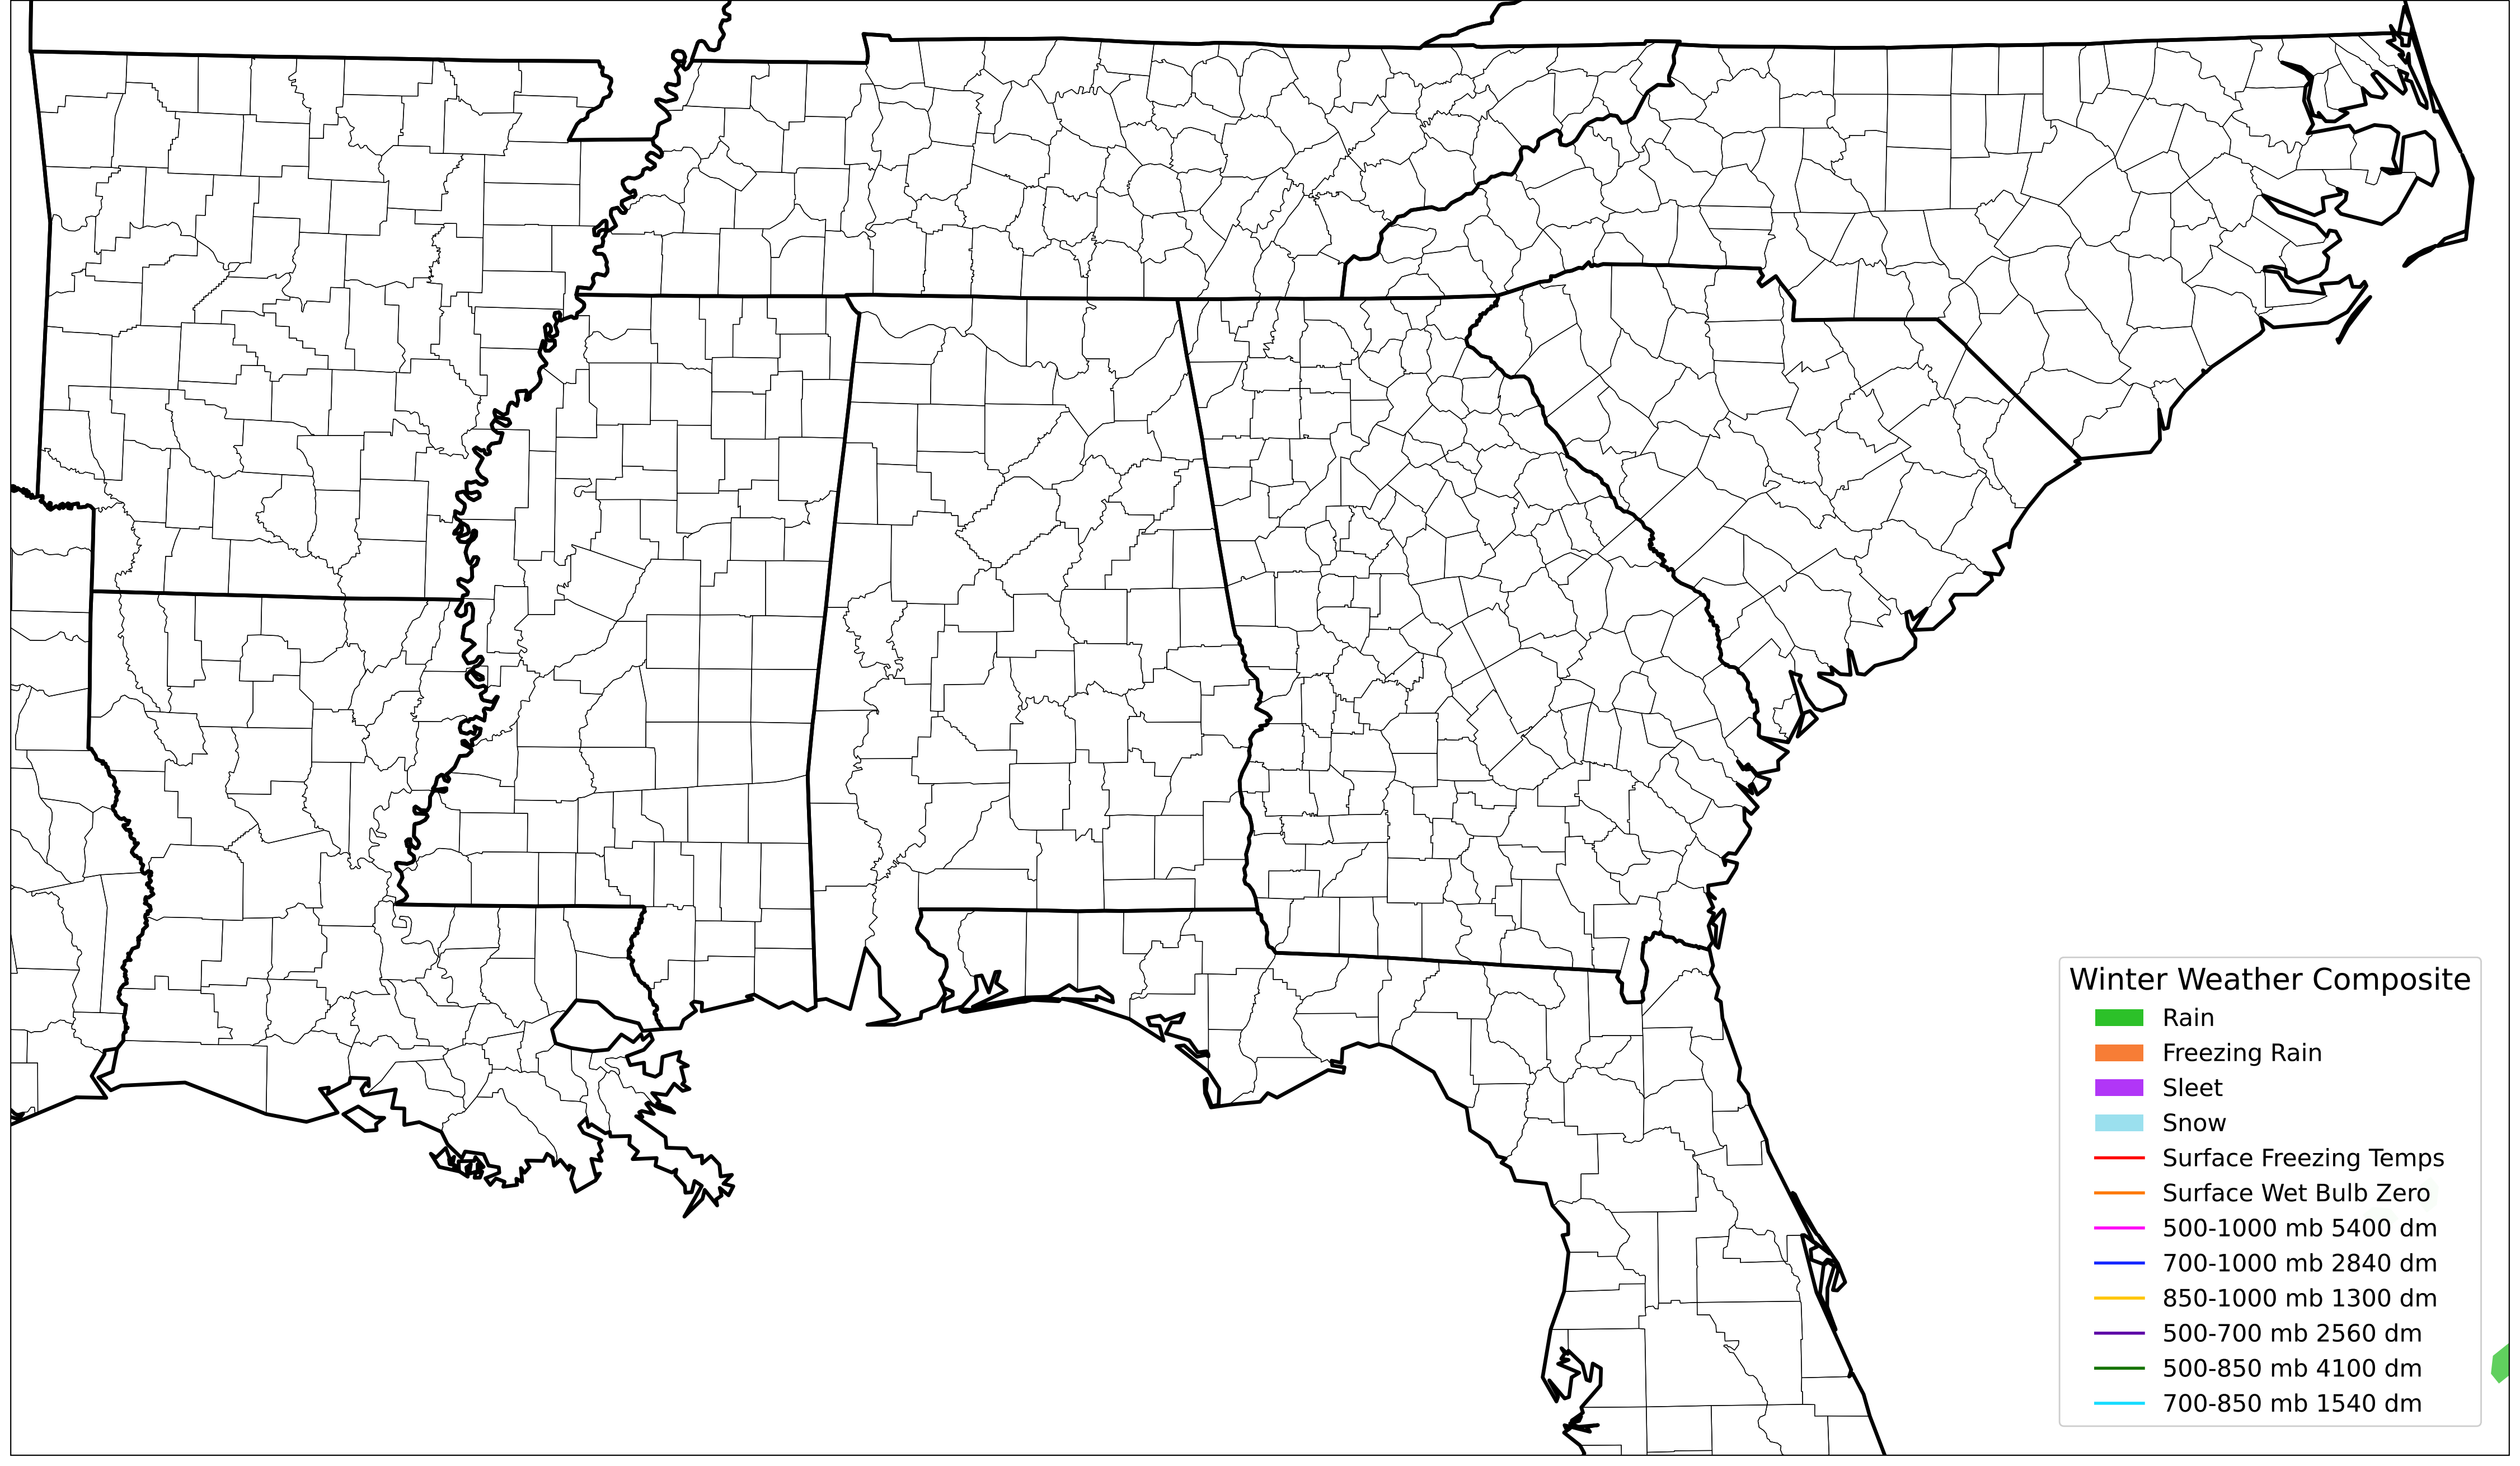 Winter Weather Composite
Rain
Freezing Rain
Sleet
Snow
Surface Freezing Temps
Surface Wet Bulb Zero
500-1000 mb 5400 dm
700-1000 mb 2840 dm
850-1000 mb 1300 dm
500-700 mb 2560 dm
500-850 mb 4100 dm
700-850 mb 1540 dm